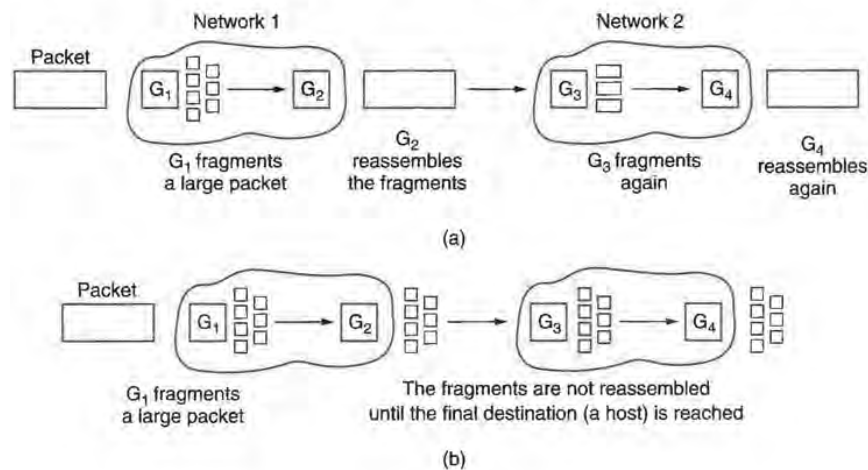 Network 1
Network 2
Packet
G1
G2
G3
G4
G1 fragments
a large packet
G2
reassembles
the fragments
G3 fragments
again
G4
reassembles
again
(a)
Packet
G1
G2
G3
G4
G1 fragments
a large packet
The fragments are not reassembled
until the final destination (a host) is reached
(b)